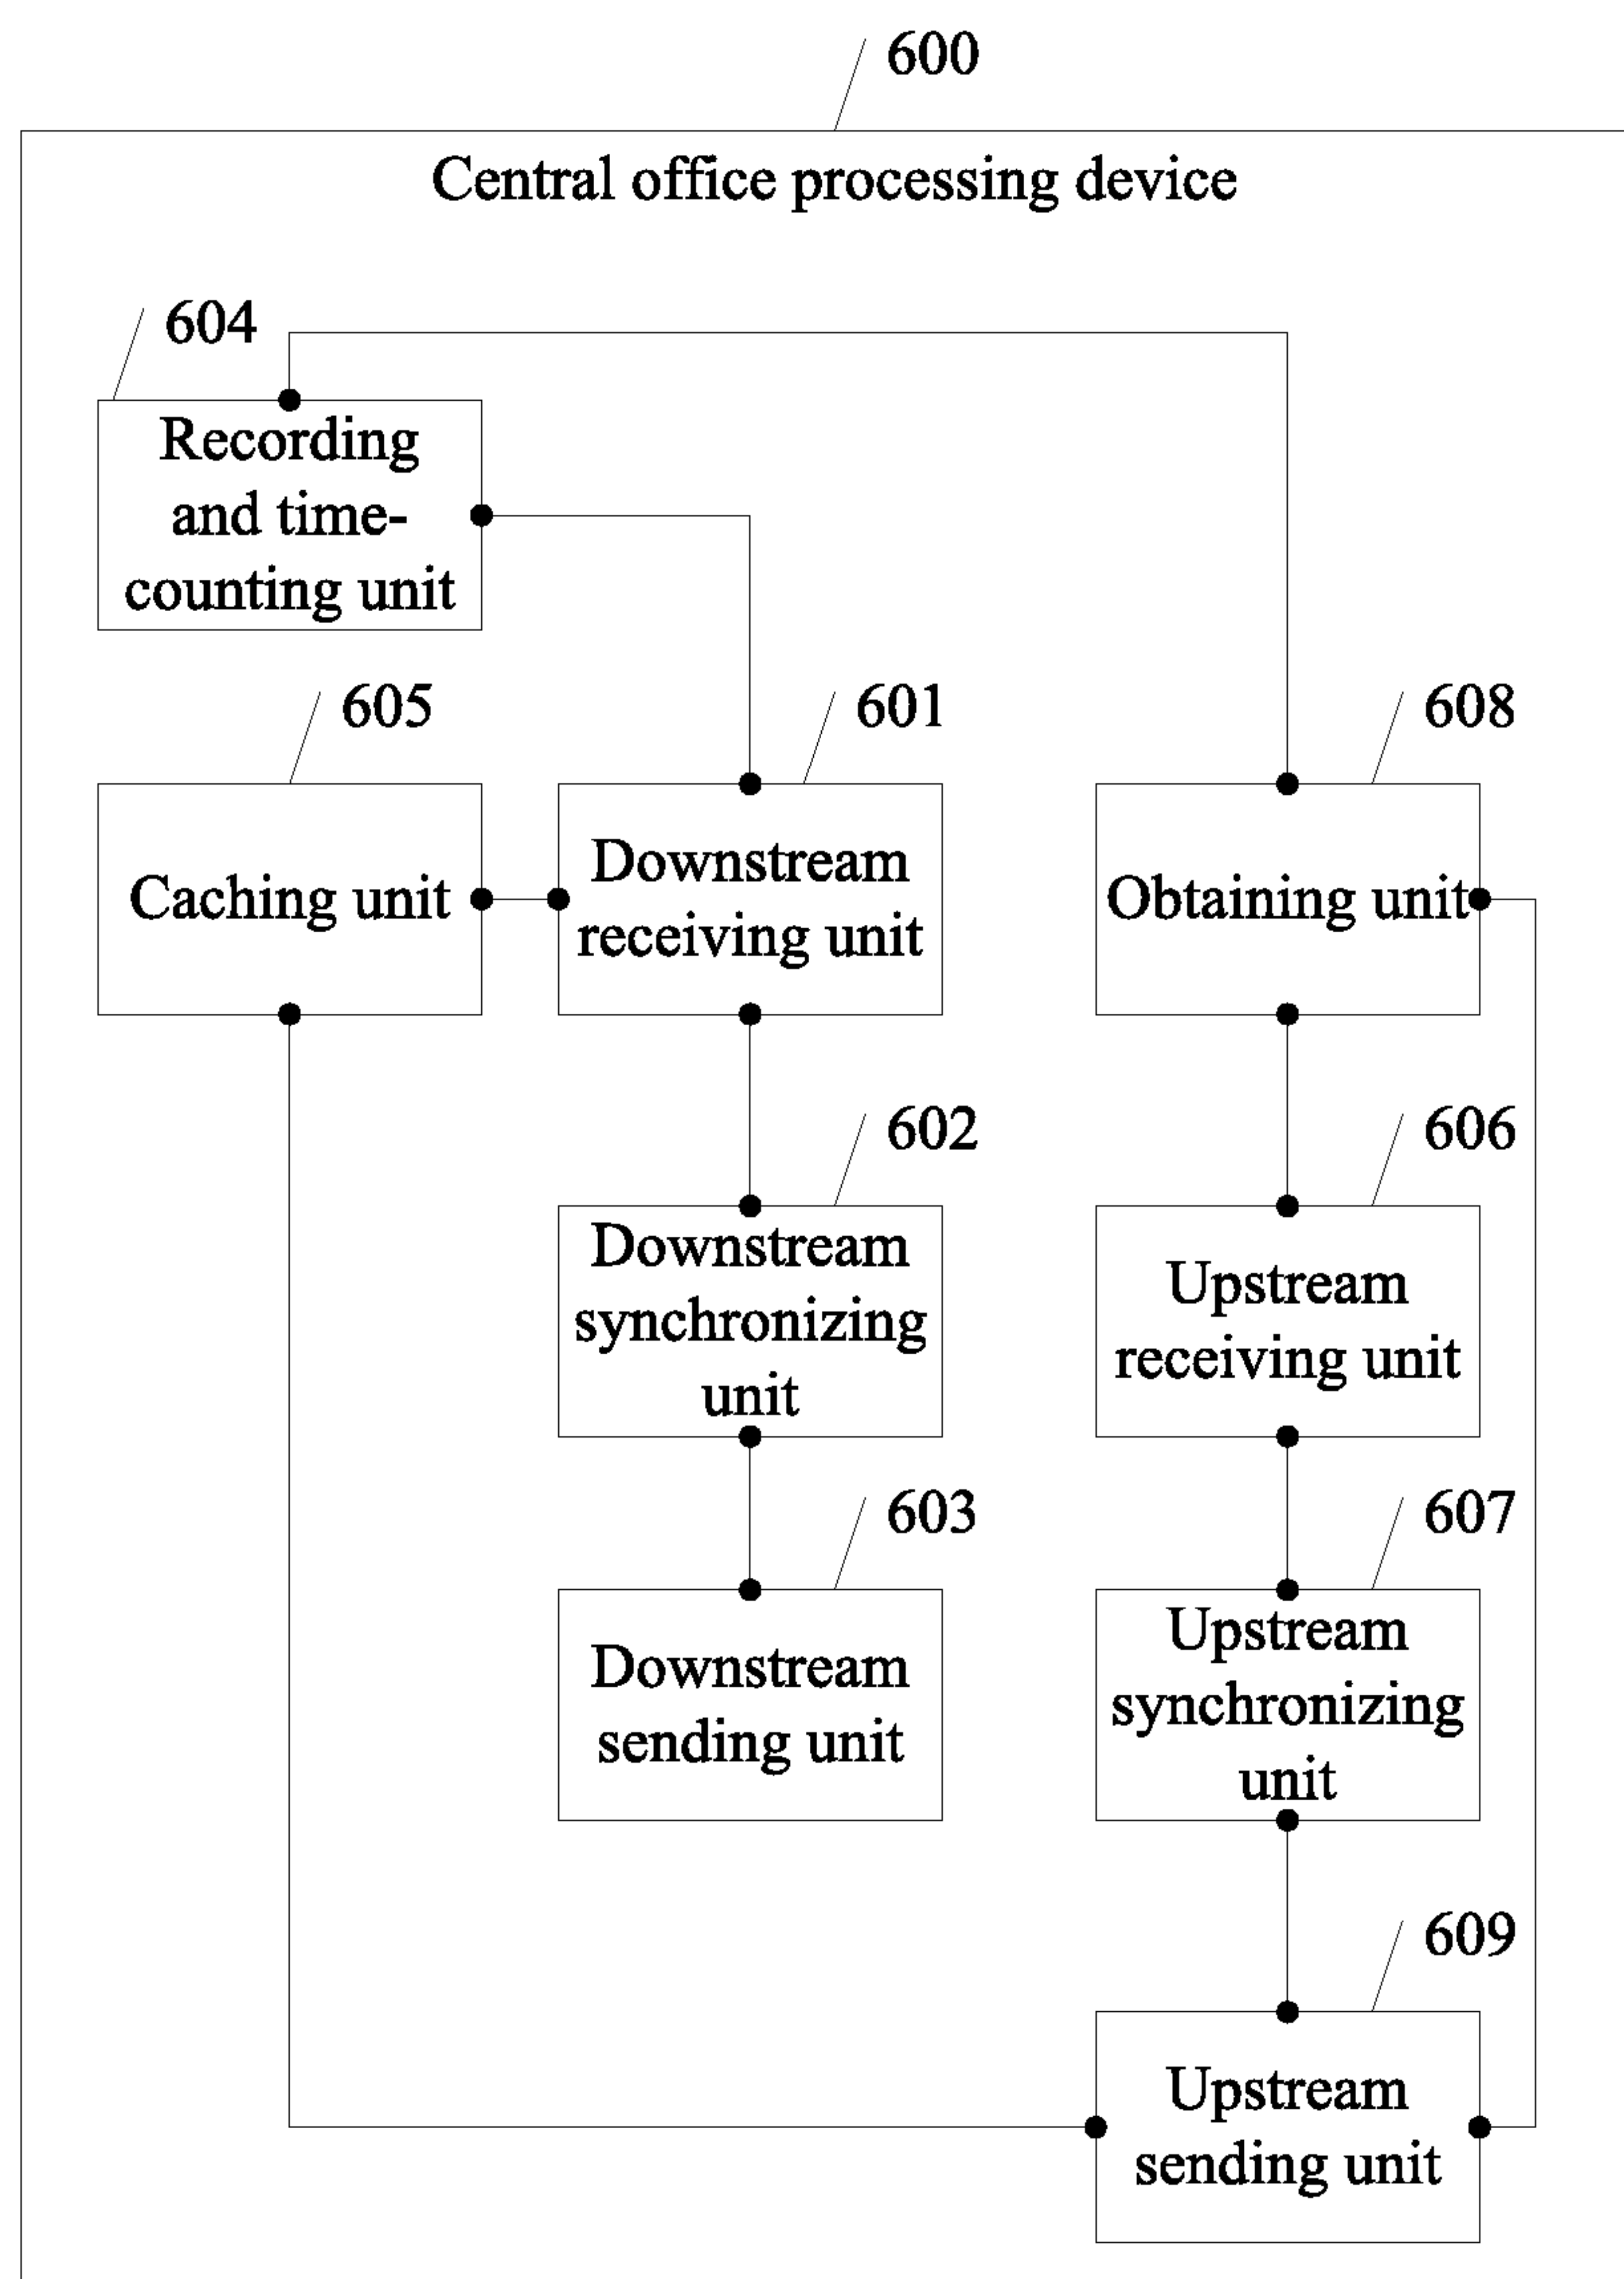 600
Central office processing device
604
Recording
and time-
counting unit
605
601
608
Caching unit
Downstream
receiving unit
Obtaining unit
602
606
Downstream
synchronizing
unit
Upstream
receiving unit
603
607
Downstream
sending unit
Upstream
synchronizing
unit
609
Upstream
sending unit